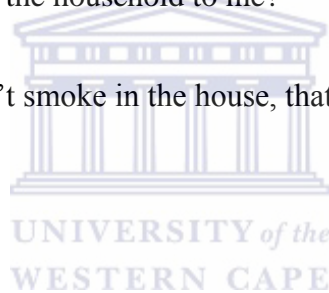 the household to me?
't smoke in the house, that
UNIVERSITY of the
WESTERN CAPE